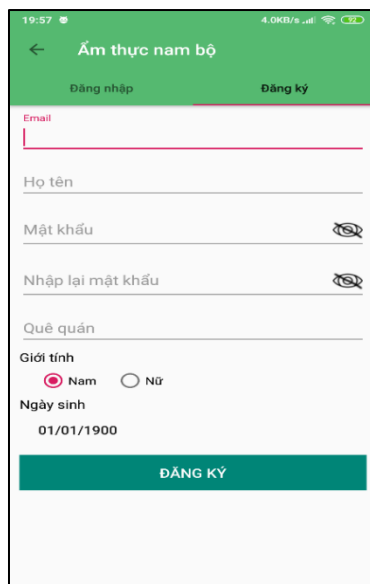 19:57 4.0KB/s 92
Ẩm thực nam bộ
Đăng nhập Đăng ký
Email
Họ tên
Mật khẩu
Nhập lại mật khẩu
Quê quán
Giới tính
Nam Nữ
Ngày sinh
01/01/1900
ĐĂNG KÝ